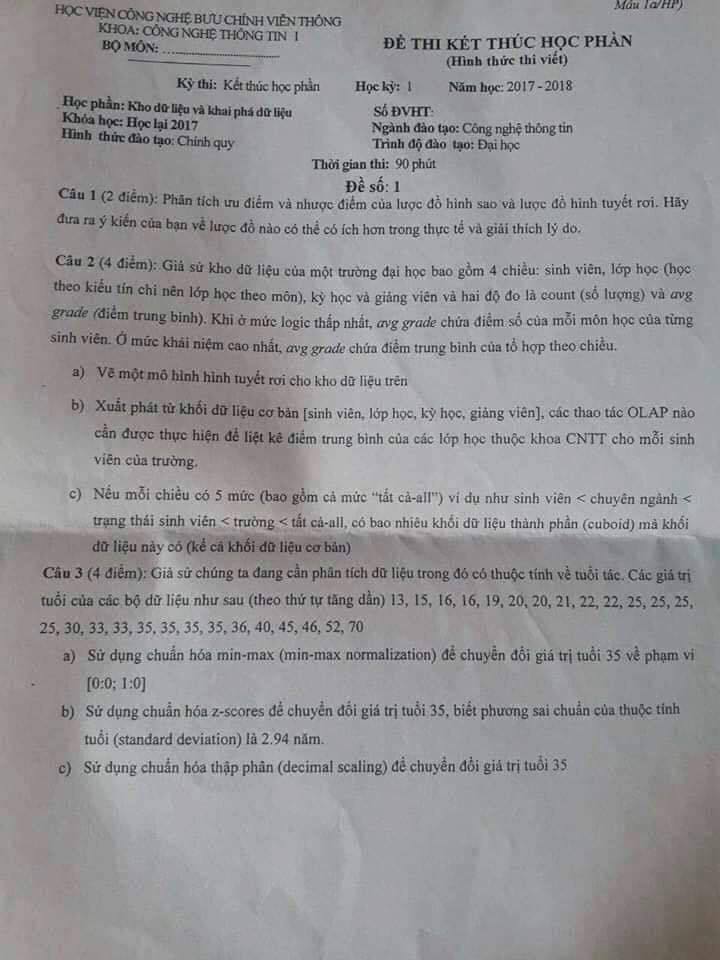 Mẫu 1a/HP)
HỌC VIỆN CÔNG NGHỆ BƯU CHÍNH VIỄN THÔNG
KHOA: CÔNG NGHỆ THÔNG TIN 1
BỘ MÔN: .............................
ĐỀ THI KẾT THÚC HỌC PHẦN
(Hình thức thi viết)
Kỳ thi: Kết thúc học phần Học kỳ: 1 Năm học: 2017 - 2018
Học phần: Kho dữ liệu và khai phá dữ liệu
Khóa học: Học lại 2017
Hình thức đào tạo: Chính quy
Số ĐVHT:
Ngành đào tạo: Công nghệ thông tin
Trình độ đào tạo: Đại học
Thời gian thi: 90 phút
Đề số: 1
Câu 1 (2 điểm): Phân tích ưu điểm và nhược điểm của lược đồ hình sao và lược đồ hình tuyết rơi. Hãy
đưa ra ý kiến của bạn về lược đồ nào có thể có ích hơn trong thực tế và giải thích lý do.
Câu 2 (4 điểm): Giả sử kho dữ liệu của một trường đại học bao gồm 4 chiều: sinh viên, lớp học (học
theo kiểu tín chỉ nên lớp học theo môn), kỳ học và giảng viên và hai độ đo là count (số lượng) và avg
grade (điểm trung bình). Khi ở mức logic thấp nhất, avg grade chứa điểm số của mỗi môn học của từng
sinh viên. Ở mức khái niệm cao nhất, avg grade chứa điểm trung bình của tổ hợp theo chiều.
a) Vẽ một mô hình hình tuyết rơi cho kho dữ liệu trên
b) Xuất phát từ khối dữ liệu cơ bản [sinh viên, lớp học, kỳ học, giảng viên], các thao tác OLAP nào
cần được thực hiện để liệt kê điểm trung bình của các lớp học thuộc khoa CNTT cho mỗi sinh
viên của trường.
c) Nếu mỗi chiều có 5 mức (bao gồm cả mức “tất cả-all”) ví dụ như sinh viên < chuyên ngành <
trạng thái sinh viên < trường < tất cả-all, có bao nhiêu khối dữ liệu thành phần (cuboid) mà khối
dữ liệu này có (kể cả khối dữ liệu cơ bản)
Câu 3 (4 điểm): Giả sử chúng ta đang cần phân tích dữ liệu trong đó có thuộc tính về tuổi tác. Các giá trị
tuổi của các bộ dữ liệu như sau (theo thứ tự tăng dần) 13, 15, 16, 16, 19, 20, 20, 21, 22, 22, 25, 25, 25,
25, 30, 33, 33, 35, 35, 35, 35, 36, 40, 45, 46, 52, 70
a) Sử dụng chuẩn hóa min-max (min-max normalization) để chuyển đổi giá trị tuổi 35 về phạm vi
[0:0; 1:0]
b) Sử dụng chuẩn hóa z-scores để chuyển đổi giá trị tuổi 35, biết phương sai chuẩn của thuộc tính
tuổi (standard deviation) là 2.94 năm.
c) Sử dụng chuẩn hóa thập phân (decimal scaling) để chuyển đổi giá trị tuổi 35